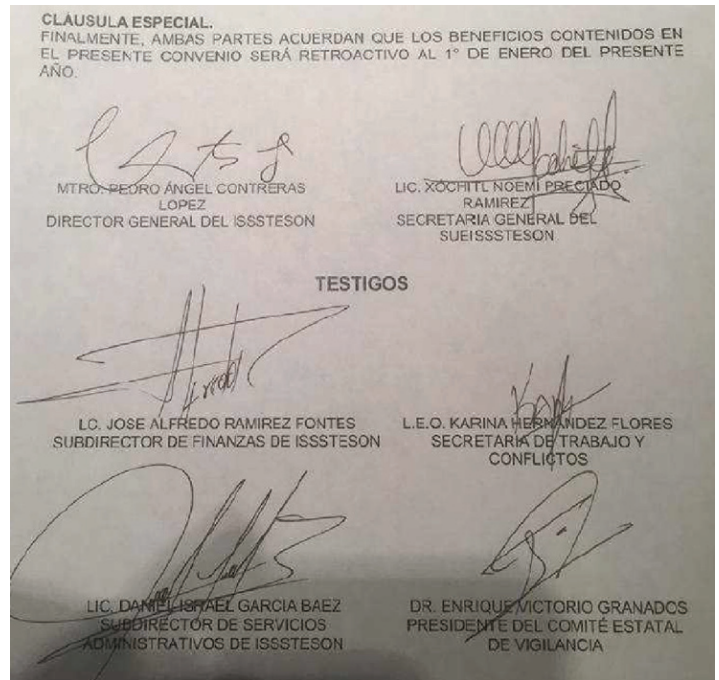 CLÁUSULA ESPECIAL.
FINALMENTE, AMBAS PARTES ACUERDAN QUE LOS BENEFICIOS CONTENIDOS EN
EL PRESENTE CONVENIO SERÁ RETROACTIVO AL 1° DE ENERO DEL PRESENTE
AÑO.
MTRO. PEDRO ÁNGEL CONTRERAS
LOPEZ
DIRECTOR GENERAL DEL ISSSTESON
LIC. XOCHITL NOEMI PRECIADO
RAMIREZ
SECRETARIA GENERAL DEL
SUEISSSTESON
TESTIGOS
LC. JOSE ALFREDO RAMIREZ FONTES
SUBDIRECTOR DE FINANZAS DE ISSSTESON
L.E.O. KARINA HERNANDEZ FLORES
SECRETARIA DE TRABAJO Y
CONFLICTOS
LIC. DANIEL ISRAEL GARCIA BAEZ
SUBDIRECTOR DE SERVICIOS
ADMINISTRATIVOS DE ISSSTESON
DR. ENRIQUE VICTORIO GRANADOS
PRESIDENTE DEL COMITÉ ESTATAL
DE VIGILANCIA